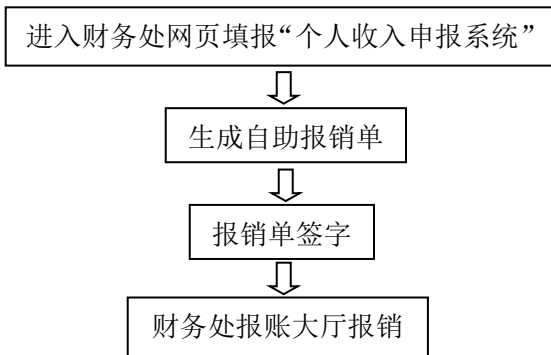 进入财务处网页填报“个人收入申报系统”
生成自助报销单
报销单签字
财务处报账大厅报销